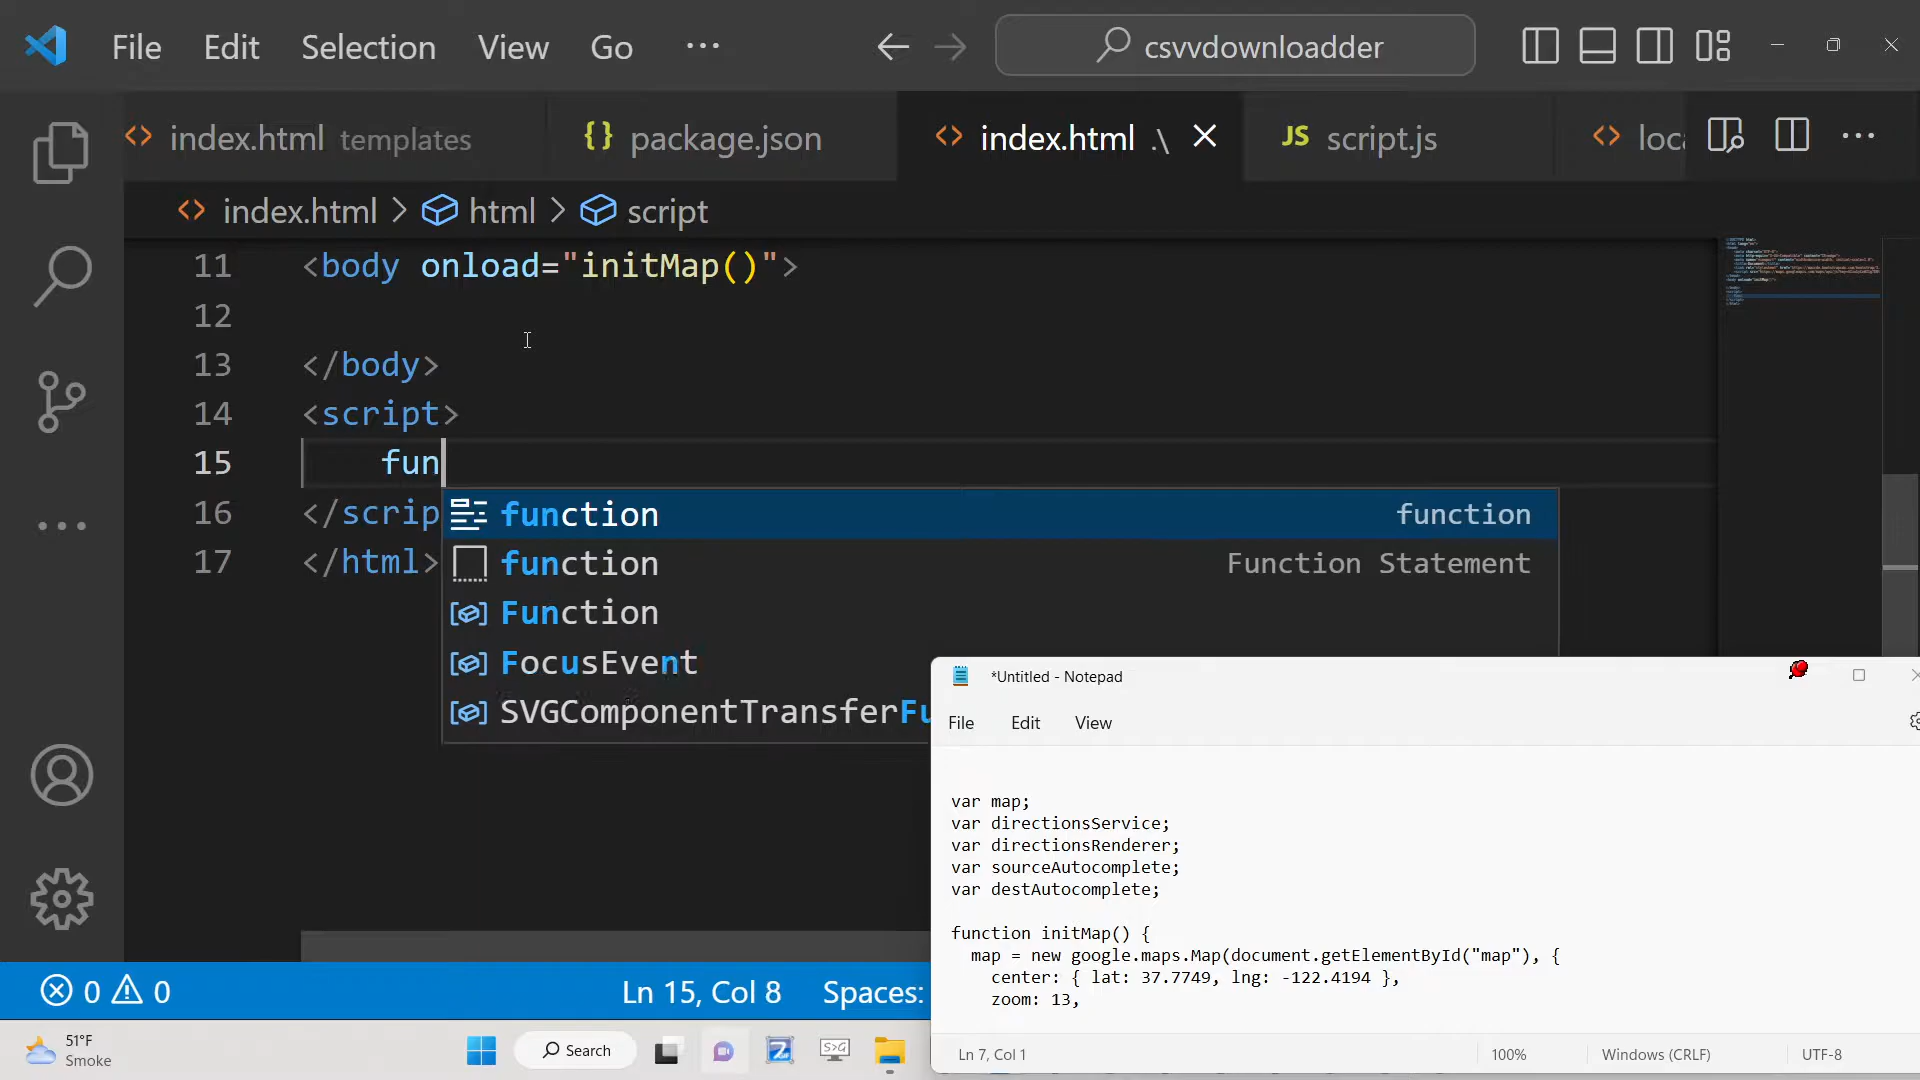 File Edit Selection View Go ... csvvdownloadder
index.html templates package.json index.html .\ JS script.js
index.html > html > script
11 <body onload="initMap()">
12
13 </body>
14 <script>
15 fun
16 </scrip
17 </html>
function function
function Function Statement
Function
FocusEvent
SVGComponentTransferFu
*Untitled - Notepad
File Edit View
var map;
var directionsService;
var directionsRenderer;
var sourceAutocomplete;
var destAutocomplete;
function initMap() {
map = new google.maps.Map(document.getElementById("map"), {
center: { lat: 37.7749, lng: -122.4194 },
zoom: 13,
Ln 7, Col 1 100% Windows (CRLF) UTF-8
0 0 Ln 15, Col 8 Spaces:
51°F
Smoke
Search